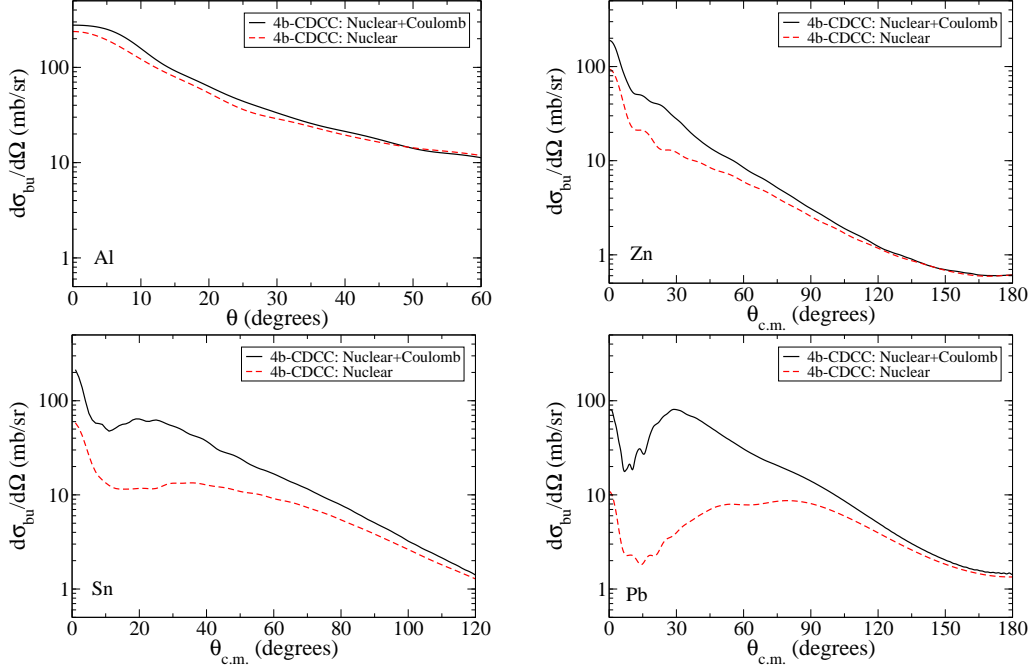 4b-CDCC: Nuclear+Coulomb
4b-CDCC: Nuclear
100
10
1
dσbu/dΩ (mb/sr)
Al
0 10 20 30 40 50 60
θ (degrees)
4b-CDCC: Nuclear+Coulomb
4b-CDCC: Nuclear
100
10
1
dσbu/dΩ (mb/sr)
Zn
0 30 60 90 120 150 180
θc.m. (degrees)
4b-CDCC: Nuclear+Coulomb
4b-CDCC: Nuclear
100
10
1
dσbu/dΩ (mb/sr)
Sn
0 20 40 60 80 100 120
θc.m. (degrees)
4b-CDCC: Nuclear+Coulomb
4b-CDCC: Nuclear
100
10
1
dσbu/dΩ (mb/sr)
Pb
0 30 60 90 120 150 180
θc.m. (degrees)